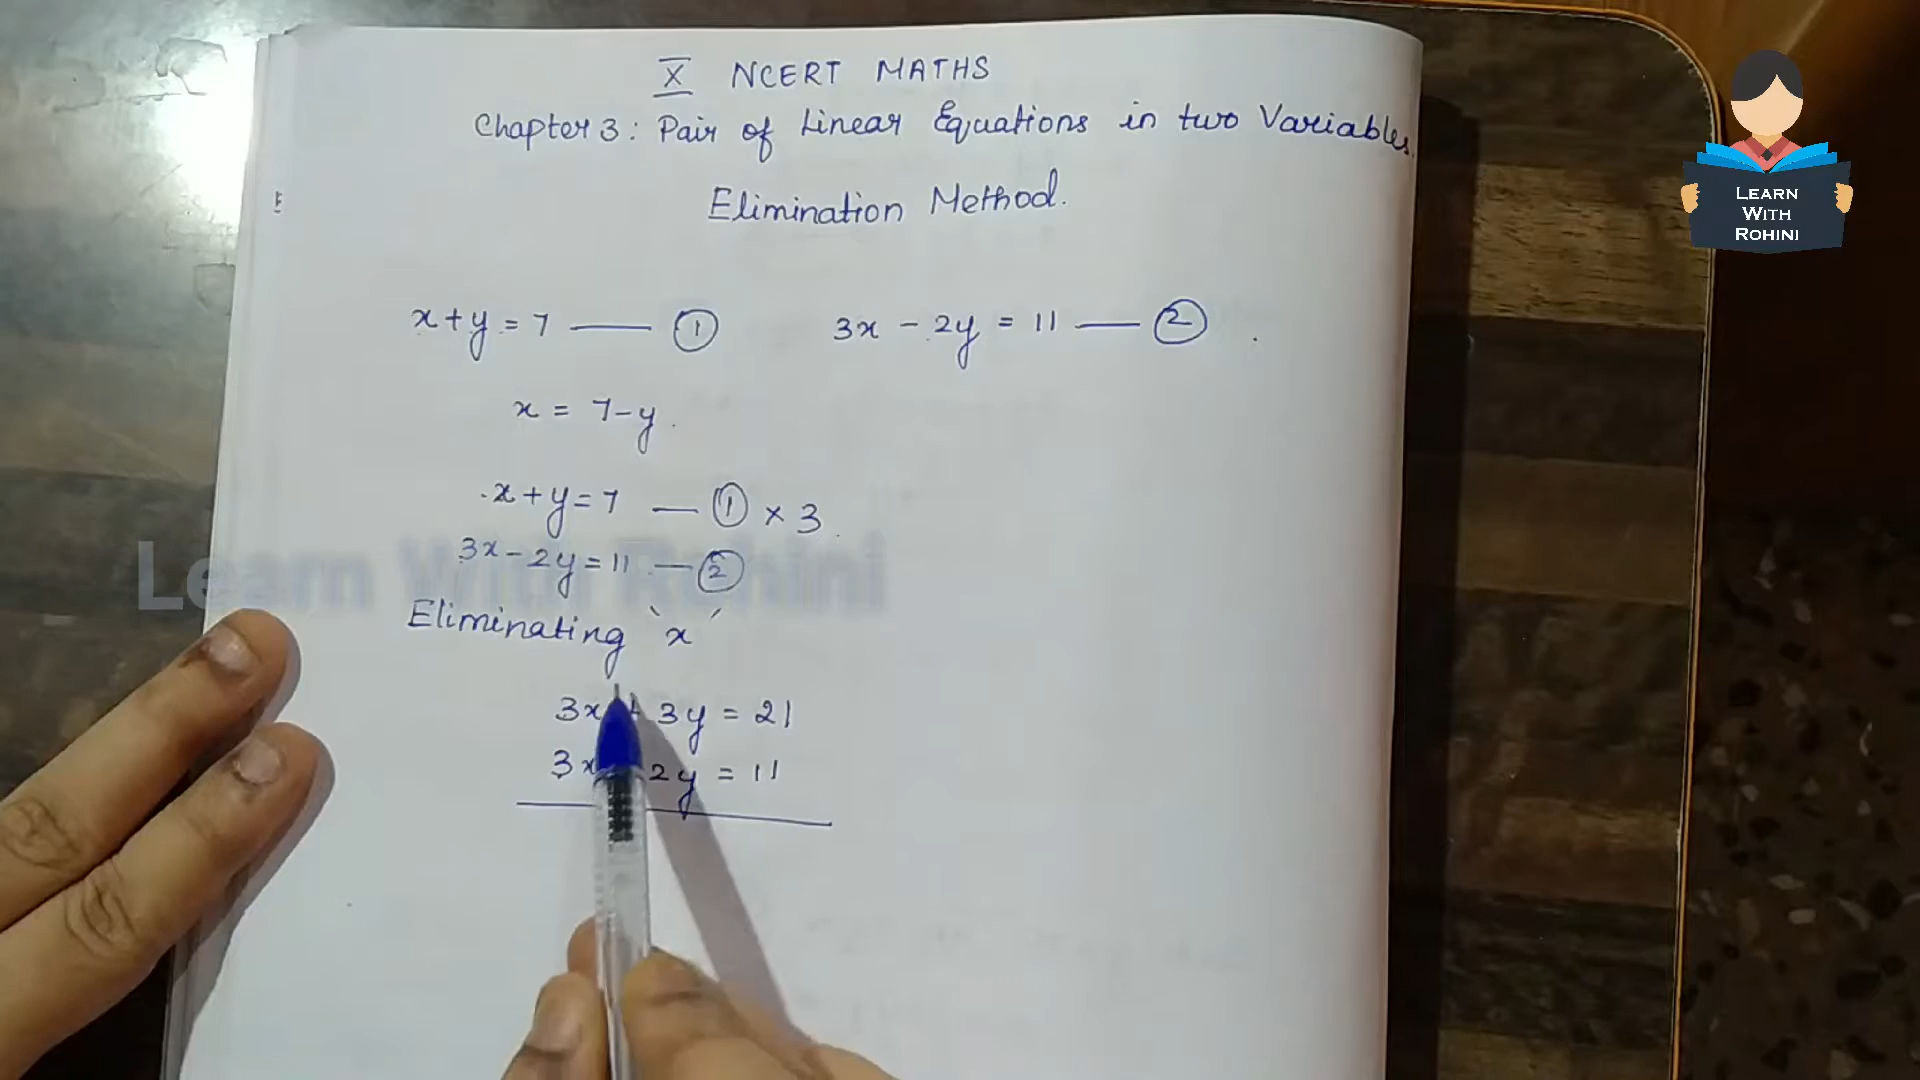 X NCERT MATHS
Chapter 3: Pair of Linear Equations in two Variables.
Elimination Method.
x + y = 7 — ① 3x - 2y = 11 — ②
x = 7 - y.
x + y = 7 — ① × 3
3x - 2y = 11 — ②
Eliminating 'x'
3x + 3y = 21
3x 2y = 11
LEARN
WITH
ROHINI
Learn With Rohini